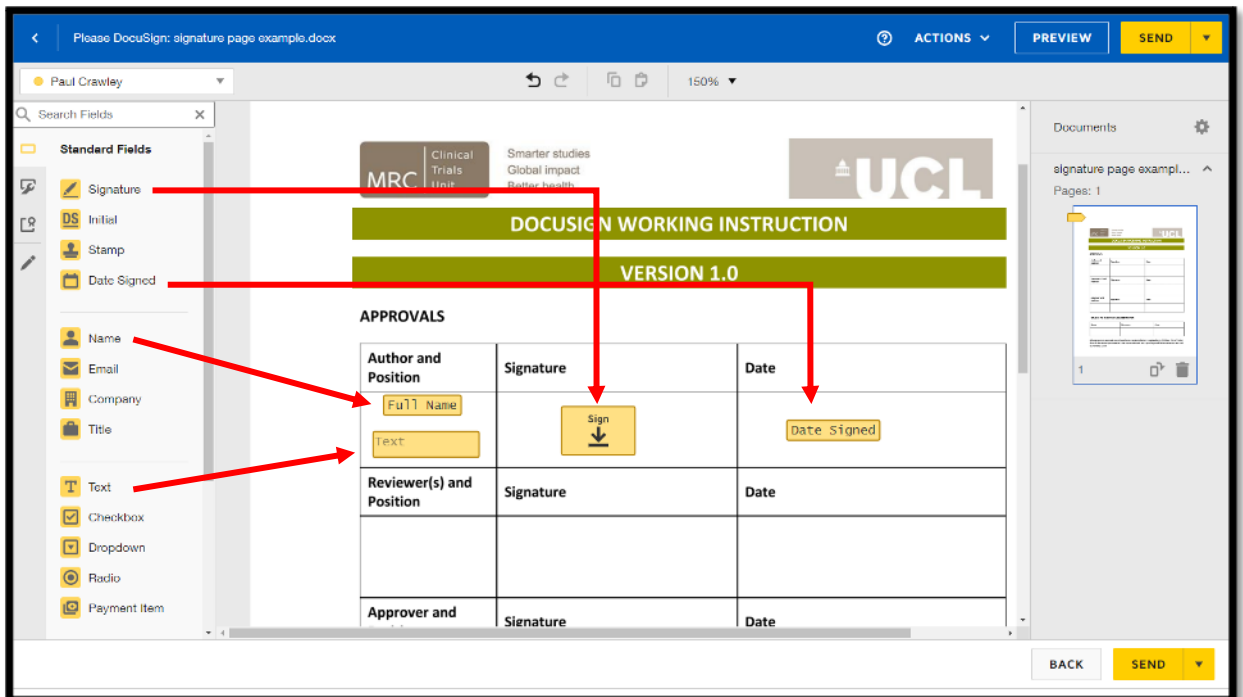 Please DocuSign: signature page example.docx
ACTIONS
PREVIEW
SEND
Paul Crawley
150%
Search Fields
Standard Fields
Signature
DS Initial
Stamp
Date Signed
Name
Email
Company
Title
T Text
Checkbox
Dropdown
Radio
Payment Item
MRC
Clinical
Trials
Unit
Smarter studies
Global impact
Better health
UCL
DOCUSIGN WORKING INSTRUCTION
VERSION 1.0
APPROVALS
Author and
Position
Signature
Date
Full Name
Text
Sign
Date Signed
Reviewer(s) and
Position
Signature
Date
Approver and
Signature
Date
Documents
signature page exampl...
Pages: 1
1
BACK
SEND